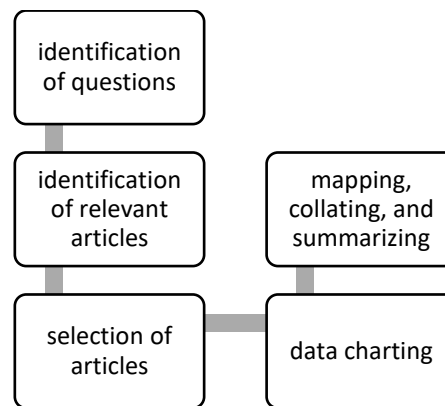 identification
of questions
identification
of relevant
articles
selection of
articles
data charting
mapping,
collating, and
summarizing